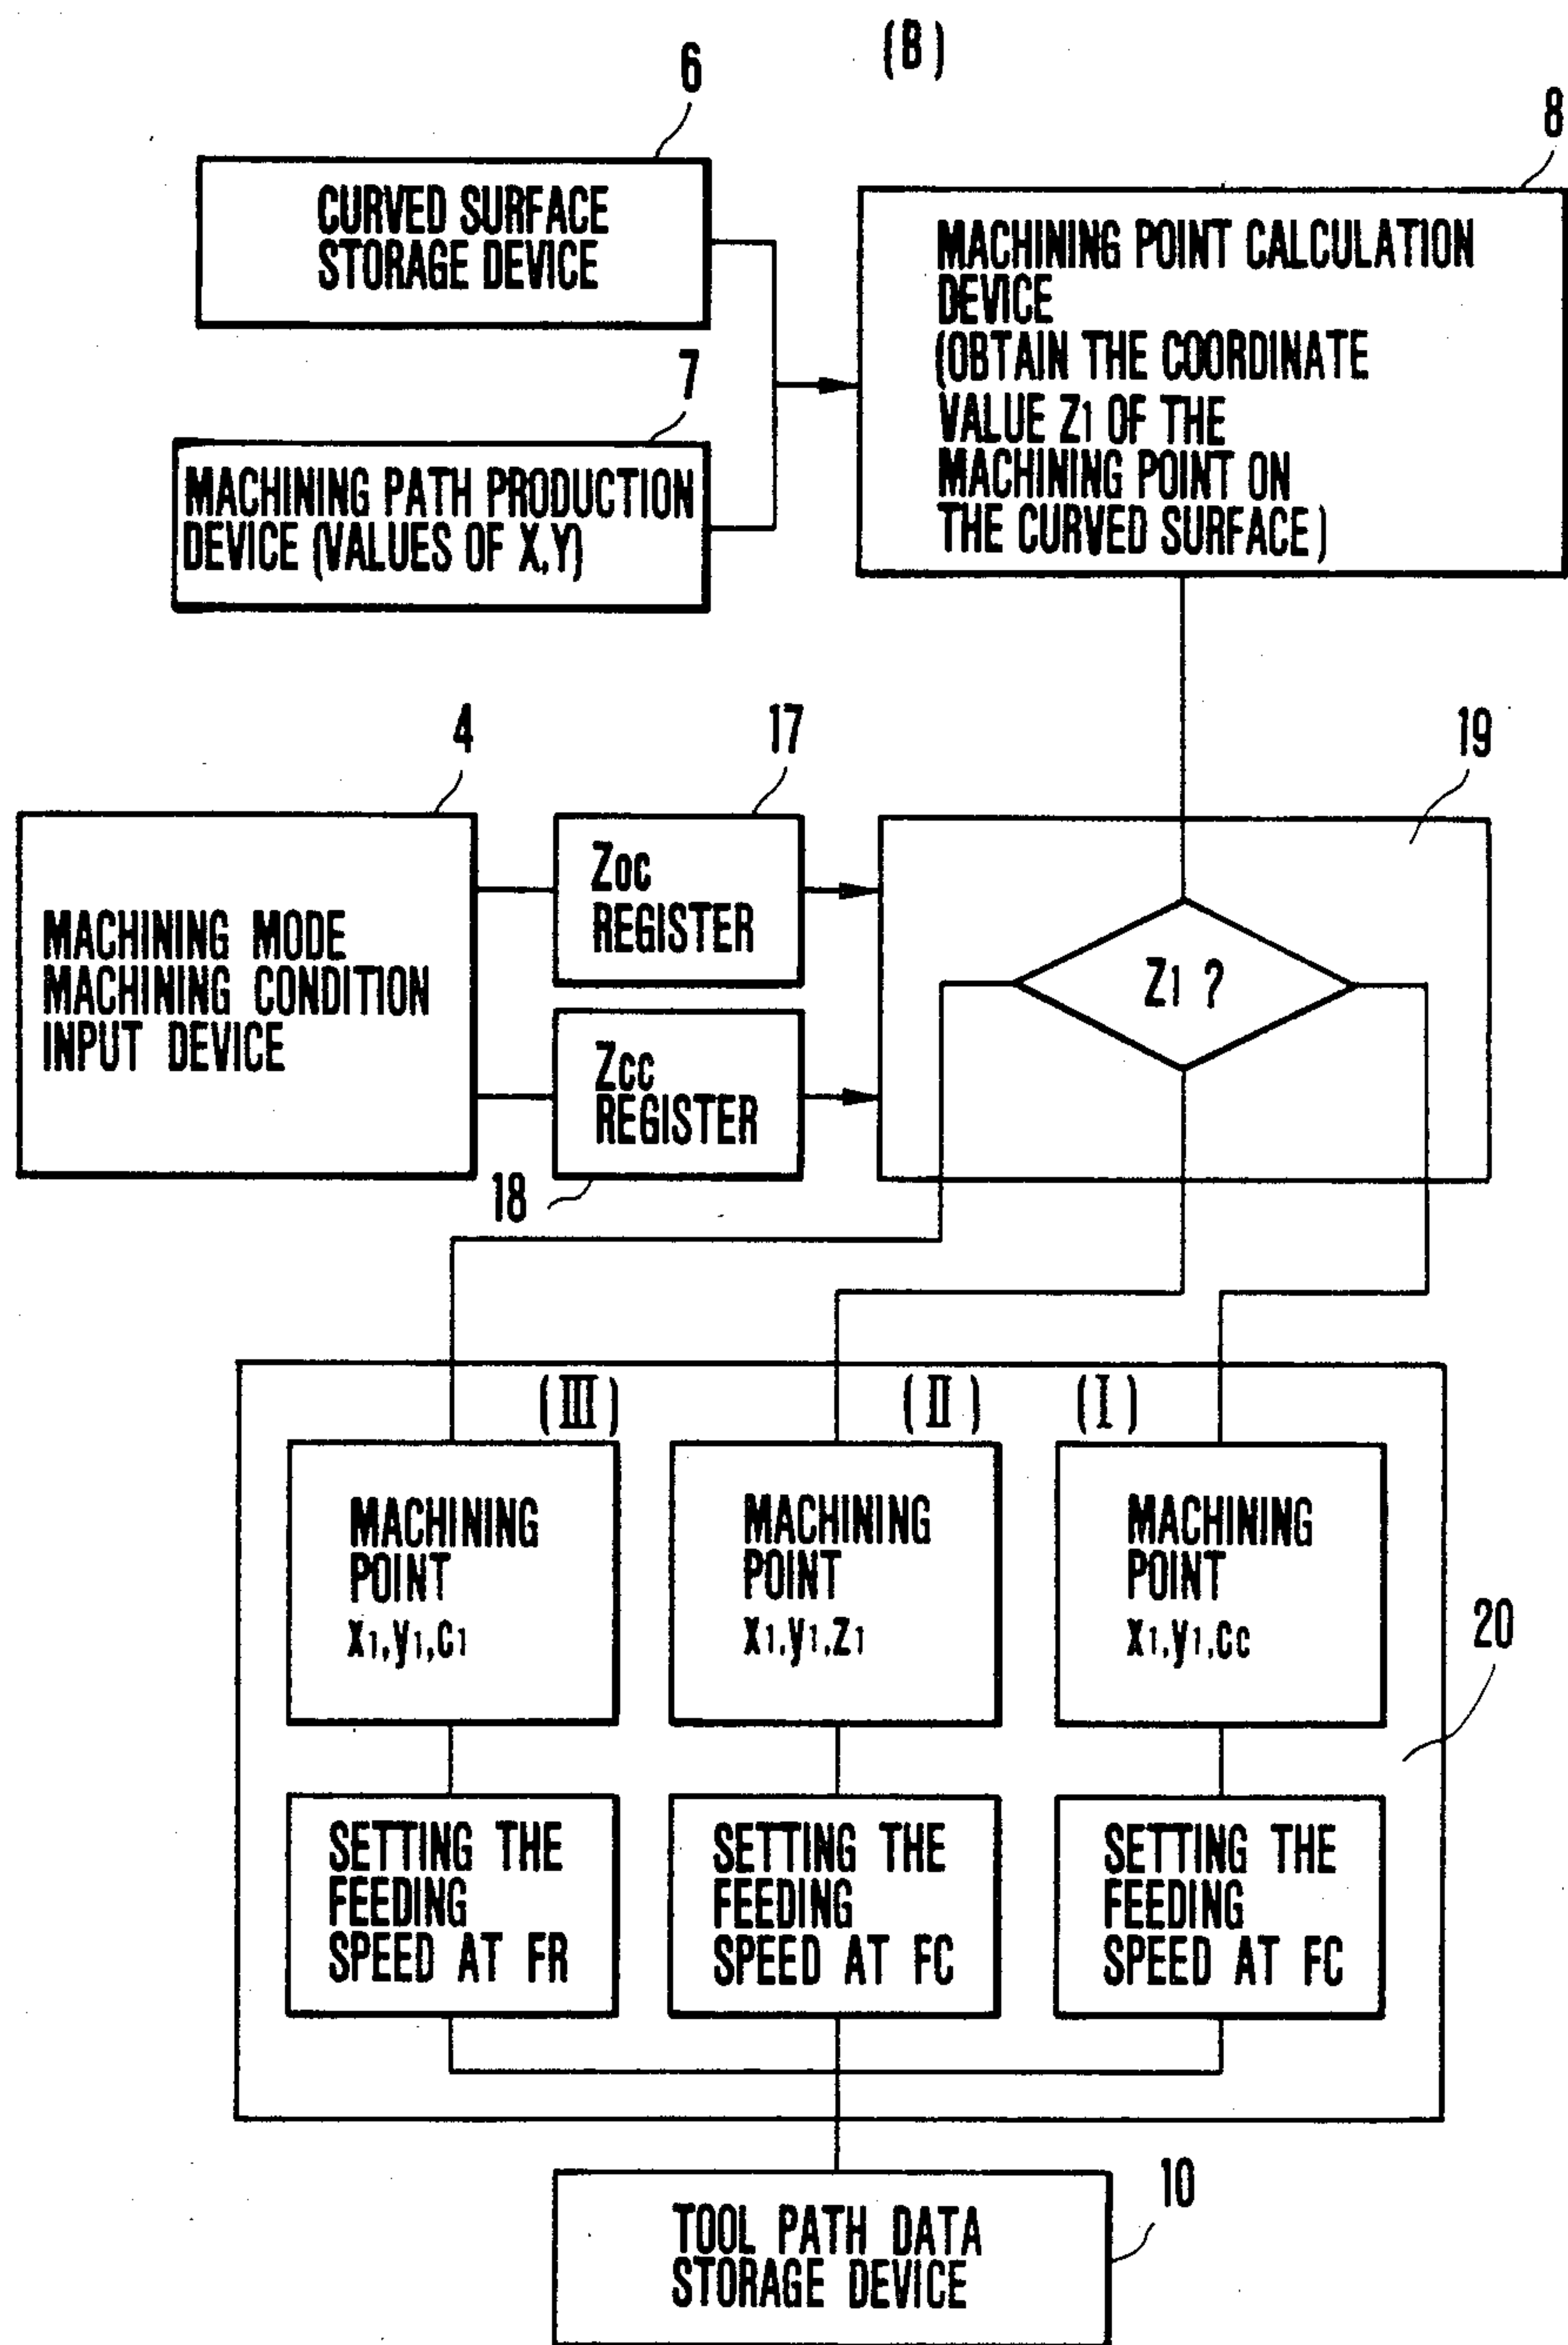 (B)
6
8
CURVED SURFACE
STORAGE DEVICE
MACHINING POINT CALCULATION
DEVICE
(OBTAIN THE COORDINATE
VALUE Z1 OF THE
MACHINING POINT ON
THE CURVED SURFACE)
7
MACHINING PATH PRODUCTION
DEVICE (VALUES OF X,Y)
4
17
19
MACHINING MODE
MACHINING CONDITION
INPUT DEVICE
ZOC
REGISTER
Z1 ?
ZCC
REGISTER
18
(III)
(II)
(I)
MACHINING
POINT
x1,y1,c1
MACHINING
POINT
x1,y1,z1
MACHINING
POINT
x1,y1,cc
20
SETTING THE
FEEDING
SPEED AT FR
SETTING THE
FEEDING
SPEED AT FC
SETTING THE
FEEDING
SPEED AT FC
10
TOOL PATH DATA
STORAGE DEVICE